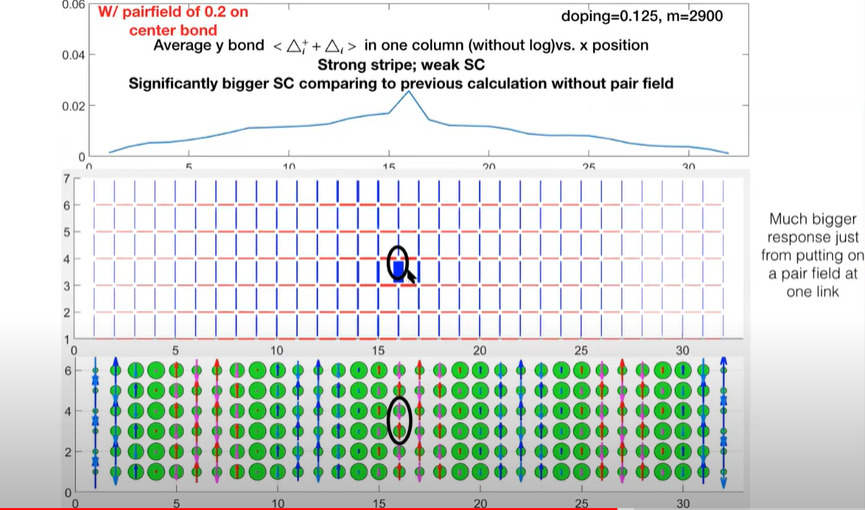 0.06
W/ pairfield of 0.2 on
center bond
doping=0.125, m=2900
Average y bond < △ᵢ⁺ + △ᵢ > in one column (without log)vs. x position
0.04
Strong stripe; weak SC
Significantly bigger SC comparing to previous calculation without pair field
0.02
0
0 5 10 15 20 25 30
7
6
5
4
3
2
1
0 5 10 15 20 25 30
Much bigger
response just
from putting on
a pair field at
one link
6
4
2
0
0 5 10 15 20 25 30